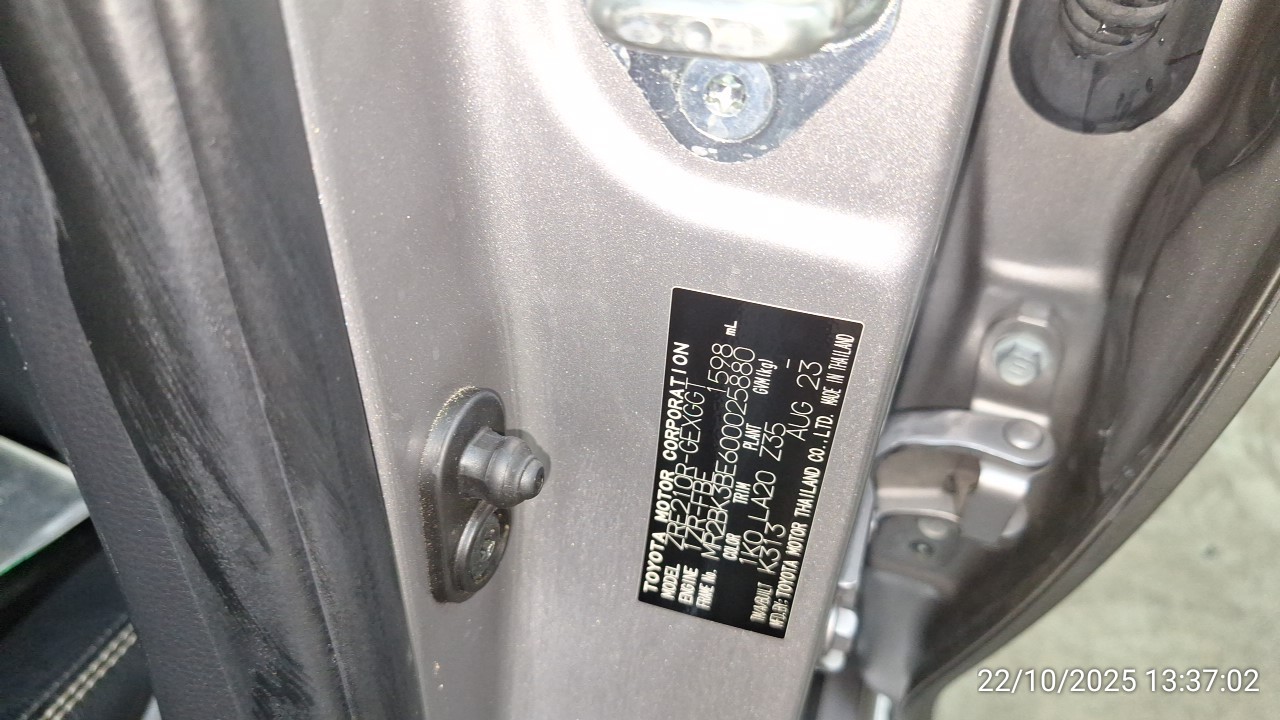 TOYOTA MOTOR CORPORATION
MODEL ZRE210R-GEXGGT
ENGINE 1ZR-FBE 1598 mL
FRAME No. MR2BK3BE600025880
COLOR TRIM PLANT GVM(kg)
1K0 LA20 Z35 –
TM/A/BUILT K313 AUG 23
MFD.BY: TOYOTA MOTOR THAILAND CO., LTD. MADE IN THAILAND
22/10/2025 13:37:02